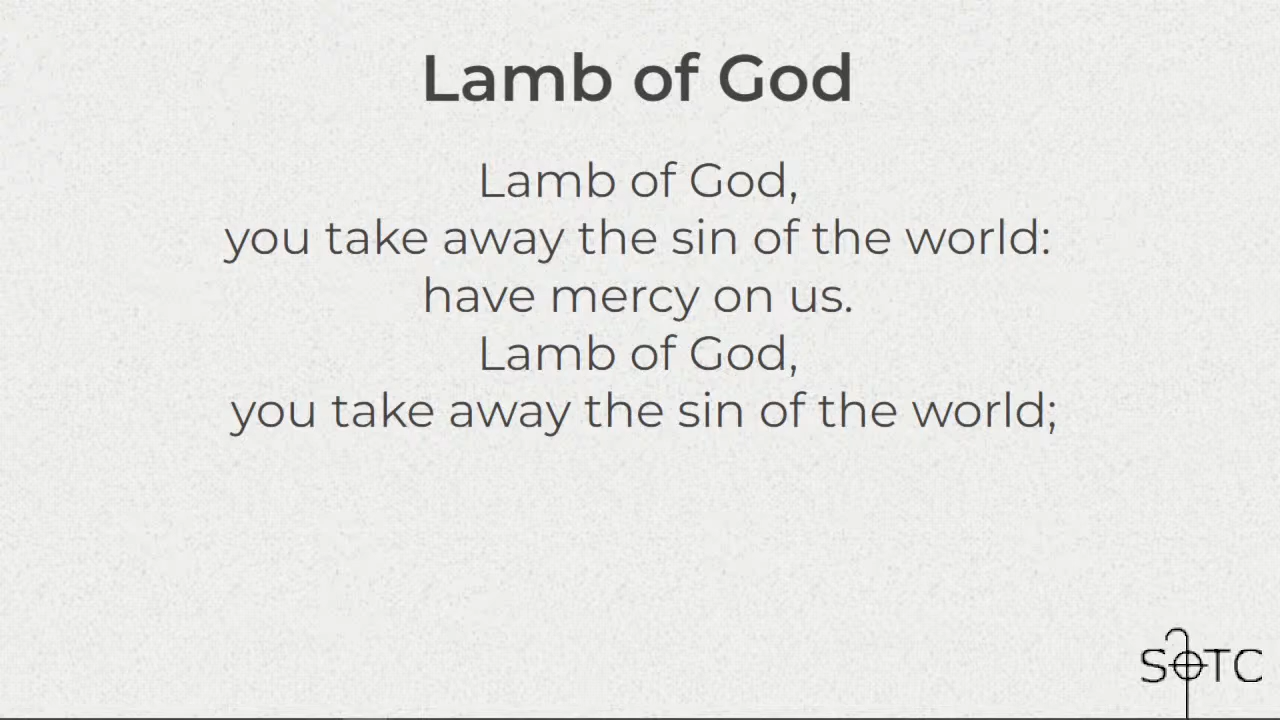 Lamb of God
Lamb of God,
you take away the sin of the world:
have mercy on us.
Lamb of God,
you take away the sin of the world;
SOTC